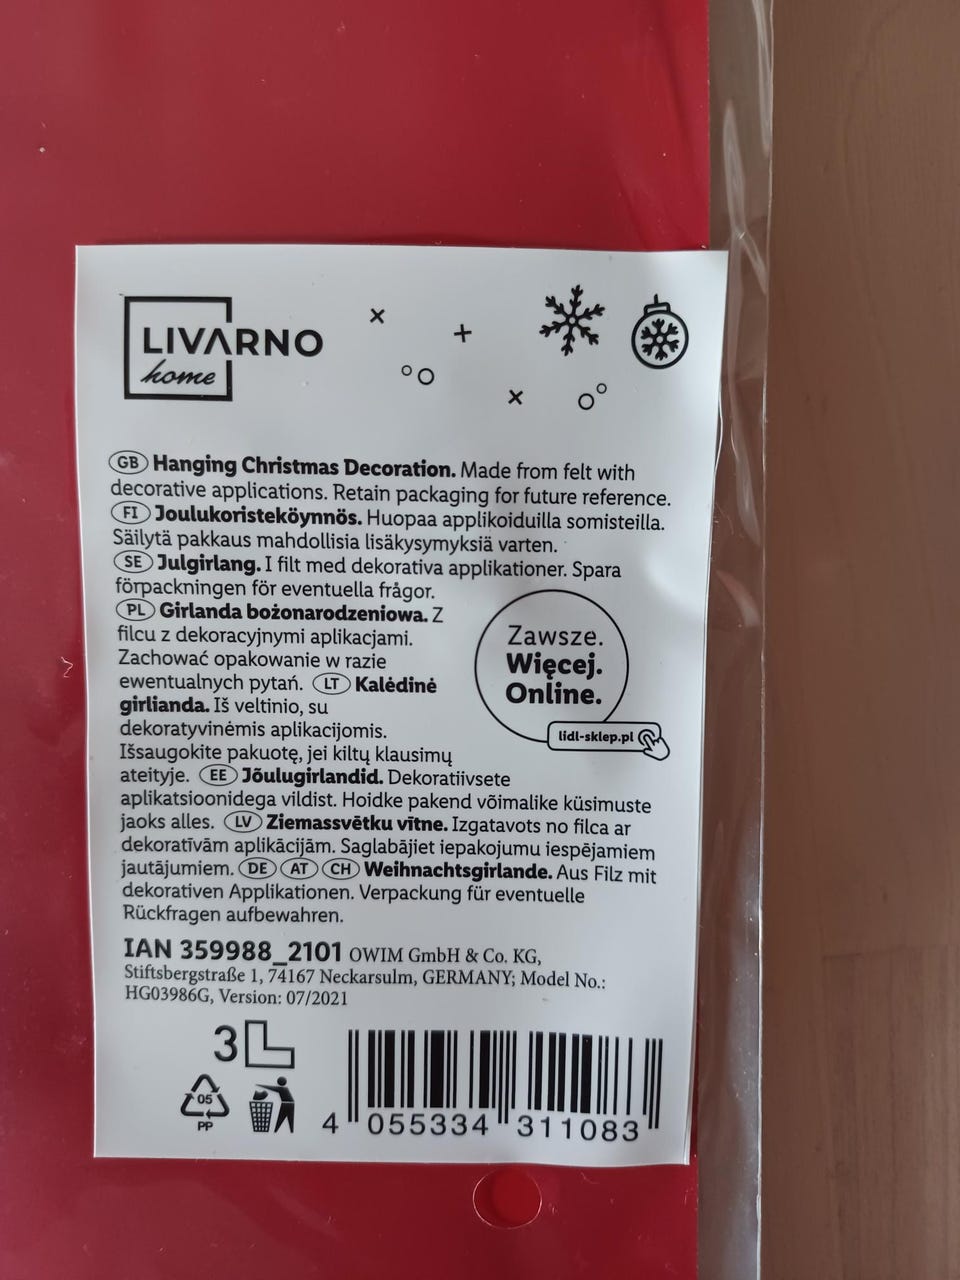 LIVARNO
home
GB Hanging Christmas Decoration. Made from felt with
decorative applications. Retain packaging for future reference.
FI Joulukoristeköynnös. Huopaa applikoiduilla somisteilla.
Säilytä pakkaus mahdollisia lisäkysymyksiä varten.
SE Julgirlang. I filt med dekorativa applikationer. Spara
förpackningen för eventuella frågor.
PL Girlanda bożonarodzeniowa. Z
filcu z dekoracyjnymi aplikacjami.
Zachować opakowanie w razie
ewentualnych pytań. LT Kalėdinė
girlianda. Iš veltinio, su
dekoratyvinėmis aplikacijomis.
Išsaugokite pakuotę, jei kiltų klausimų
ateityje. EE Jõulugirlandid. Dekoratiivsete
aplikatsioonidega vildist. Hoidke pakend võimalike küsimuste
jaoks alles. LV Ziemassvētku vītne. Izgatavots no filca ar
dekoratīvām aplikācijām. Saglabājiet iepakojumu iespējamiem
jautājumiem. DE AT CH Weihnachtsgirlande. Aus Filz mit
dekorativen Applikationen. Verpackung für eventuelle
Rückfragen aufbewahren.
Zawsze.
Więcej.
Online.
lidl-sklep.pl
IAN 359988_2101 OWIM GmbH & Co. KG,
Stiftsbergstraße 1, 74167 Neckarsulm, GERMANY; Model No.:
HG03986G, Version: 07/2021
3
05
PP
4 055334 311083